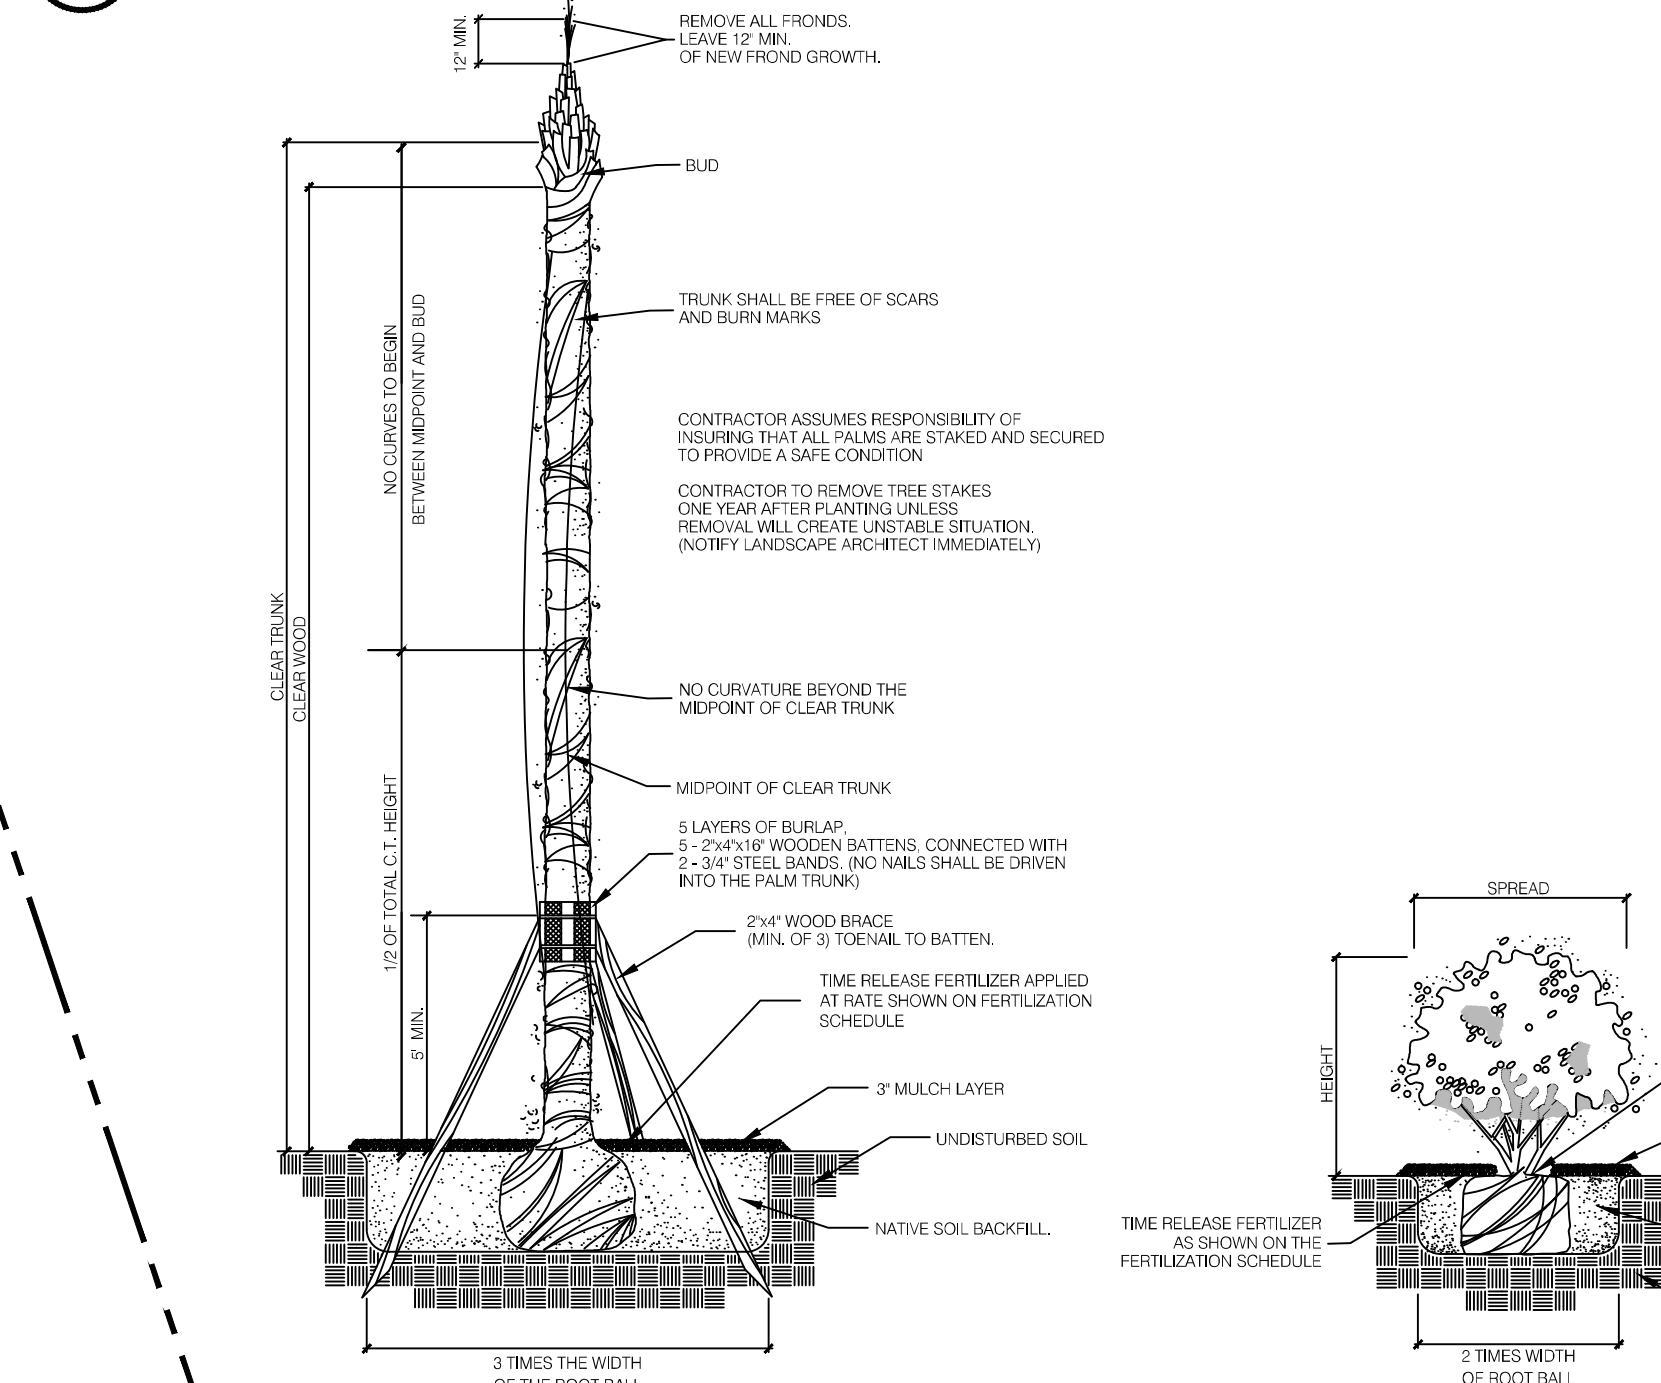 12" MIN.
REMOVE ALL FRONDS.
LEAVE 12" MIN.
OF NEW FROND GROWTH.
BUD
TRUNK SHALL BE FREE OF SCARS
AND BURN MARKS
NO CURVES TO BEGIN
BETWEEN MIDPOINT AND BUD
CONTRACTOR ASSUMES RESPONSIBILITY OF
INSURING THAT ALL PALMS ARE STAKED AND SECURED
TO PROVIDE A SAFE CONDITION
CONTRACTOR TO REMOVE TREE STAKES
ONE YEAR AFTER PLANTING UNLESS
REMOVAL WILL CREATE UNSTABLE SITUATION.
(NOTIFY LANDSCAPE ARCHITECT IMMEDIATELY)
CLEAR TRUNK
CLEAR WOOD
NO CURVATURE BEYOND THE
MIDPOINT OF CLEAR TRUNK
MIDPOINT OF CLEAR TRUNK
1/2 OF TOTAL C.T. HEIGHT
5 LAYERS OF BURLAP,
5 - 2"x4"x16" WOODEN BATTENS, CONNECTED WITH
2 - 3/4" STEEL BANDS. (NO NAILS SHALL BE DRIVEN
INTO THE PALM TRUNK)
2"x4" WOOD BRACE
(MIN. OF 3) TOENAIL TO BATTEN.
5' MIN.
TIME RELEASE FERTILIZER APPLIED
AT RATE SHOWN ON FERTILIZATION
SCHEDULE
3" MULCH LAYER
UNDISTURBED SOIL
NATIVE SOIL BACKFILL.
3 TIMES THE WIDTH
OF THE ROOT BALL
SPREAD
HEIGHT
TIME RELEASE FERTILIZER
AS SHOWN ON THE
FERTILIZATION SCHEDULE
2 TIMES WIDTH
OF ROOT BALL